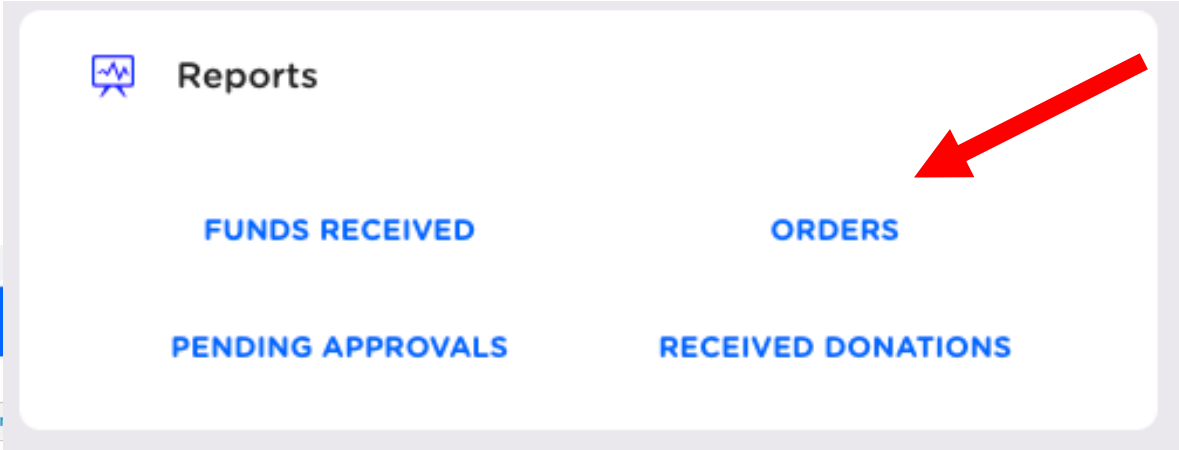 Reports
FUNDS RECEIVED
ORDERS
PENDING APPROVALS
RECEIVED DONATIONS